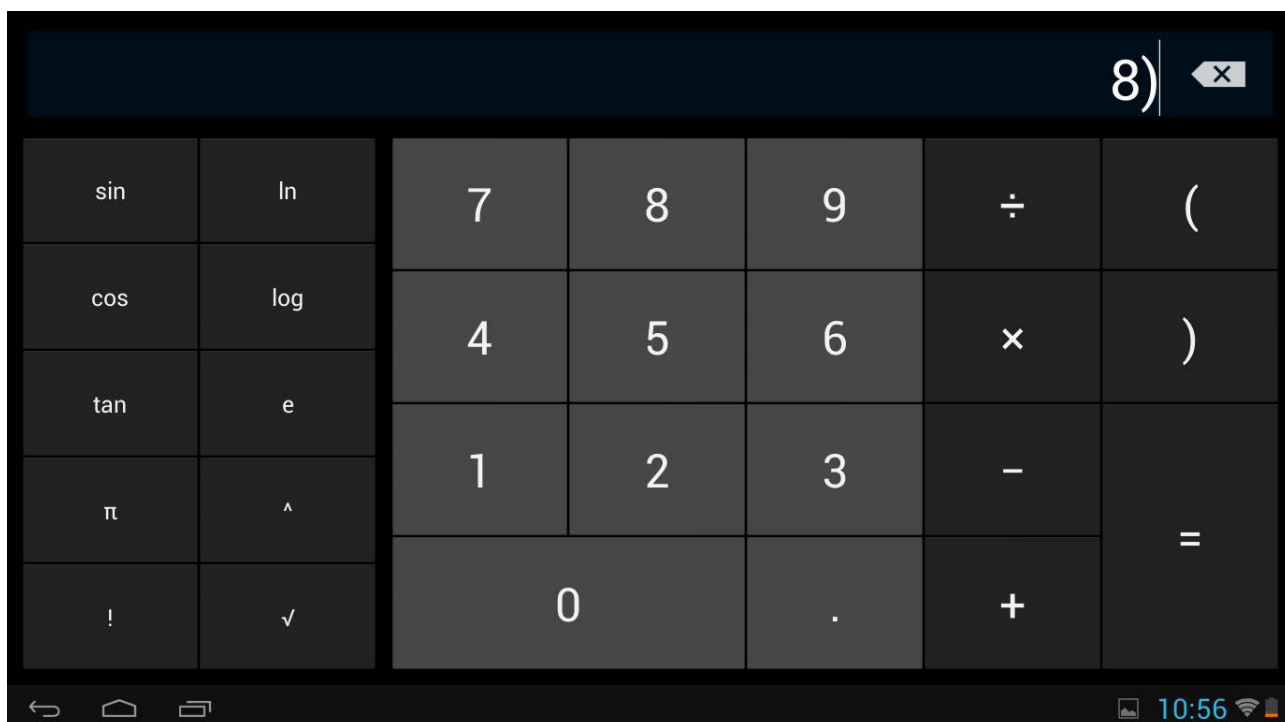 8)
sin ln 7 8 9 ÷ (
cos log 4 5 6 × )
tan e 1 2 3 −
π ^ =
! √ 0 . +
10:56